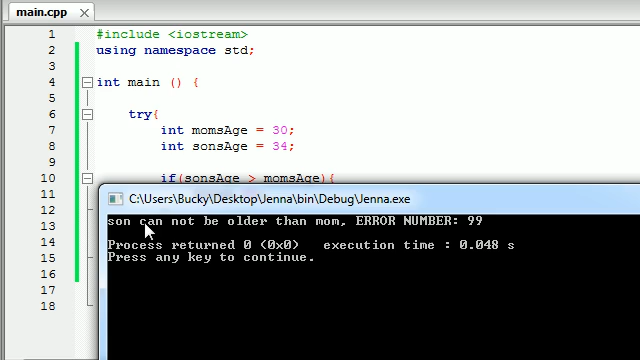 main.cpp
1 #include <iostream>
2 using namespace std;
3
4 int main () {
5
6 try{
7 int momsAge = 30;
8 int sonsAge = 34;
9
10 if(sonsAge > momsAge){
11
12
13
14
15
16
17
18
C:\Users\Bucky\Desktop\Jenna\bin\Debug\Jenna.exe
son can not be older than mom, ERROR NUMBER: 99
Process returned 0 (0x0) execution time : 0.048 s
Press any key to continue.